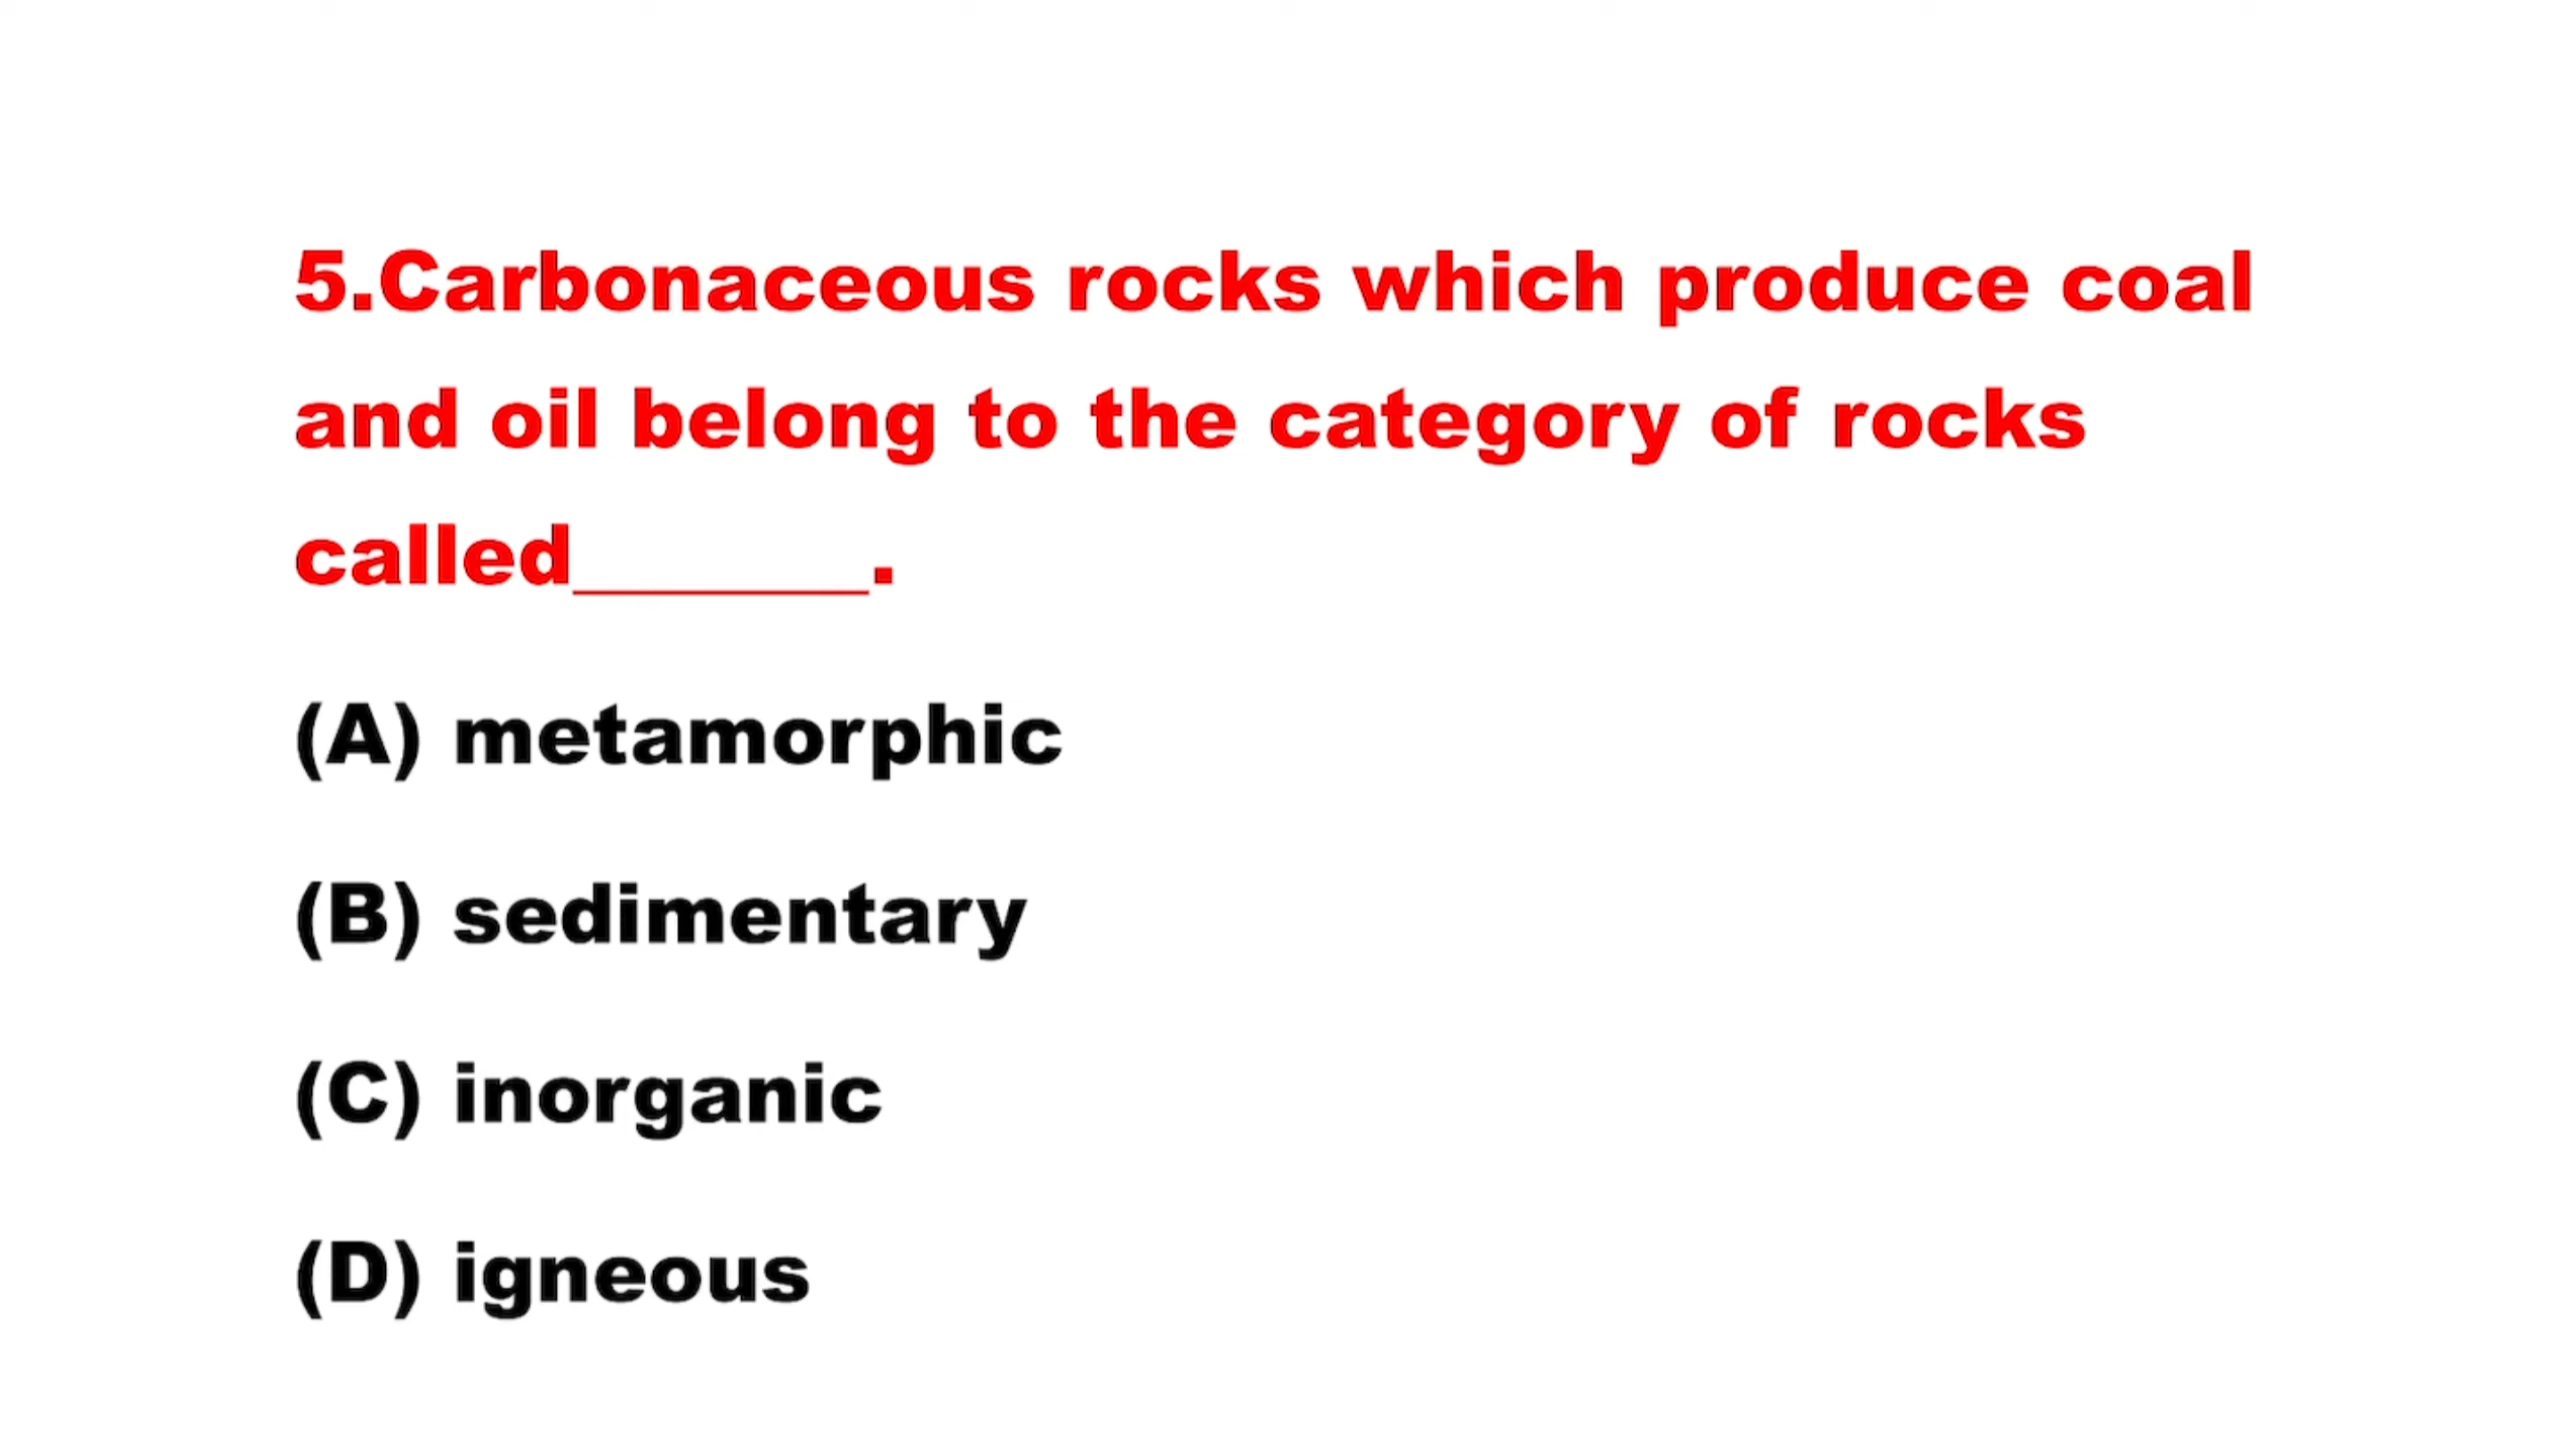 5.Carbonaceous rocks which produce coal
and oil belong to the category of rocks
called_______.
(A) metamorphic
(B) sedimentary
(C) inorganic
(D) igneous